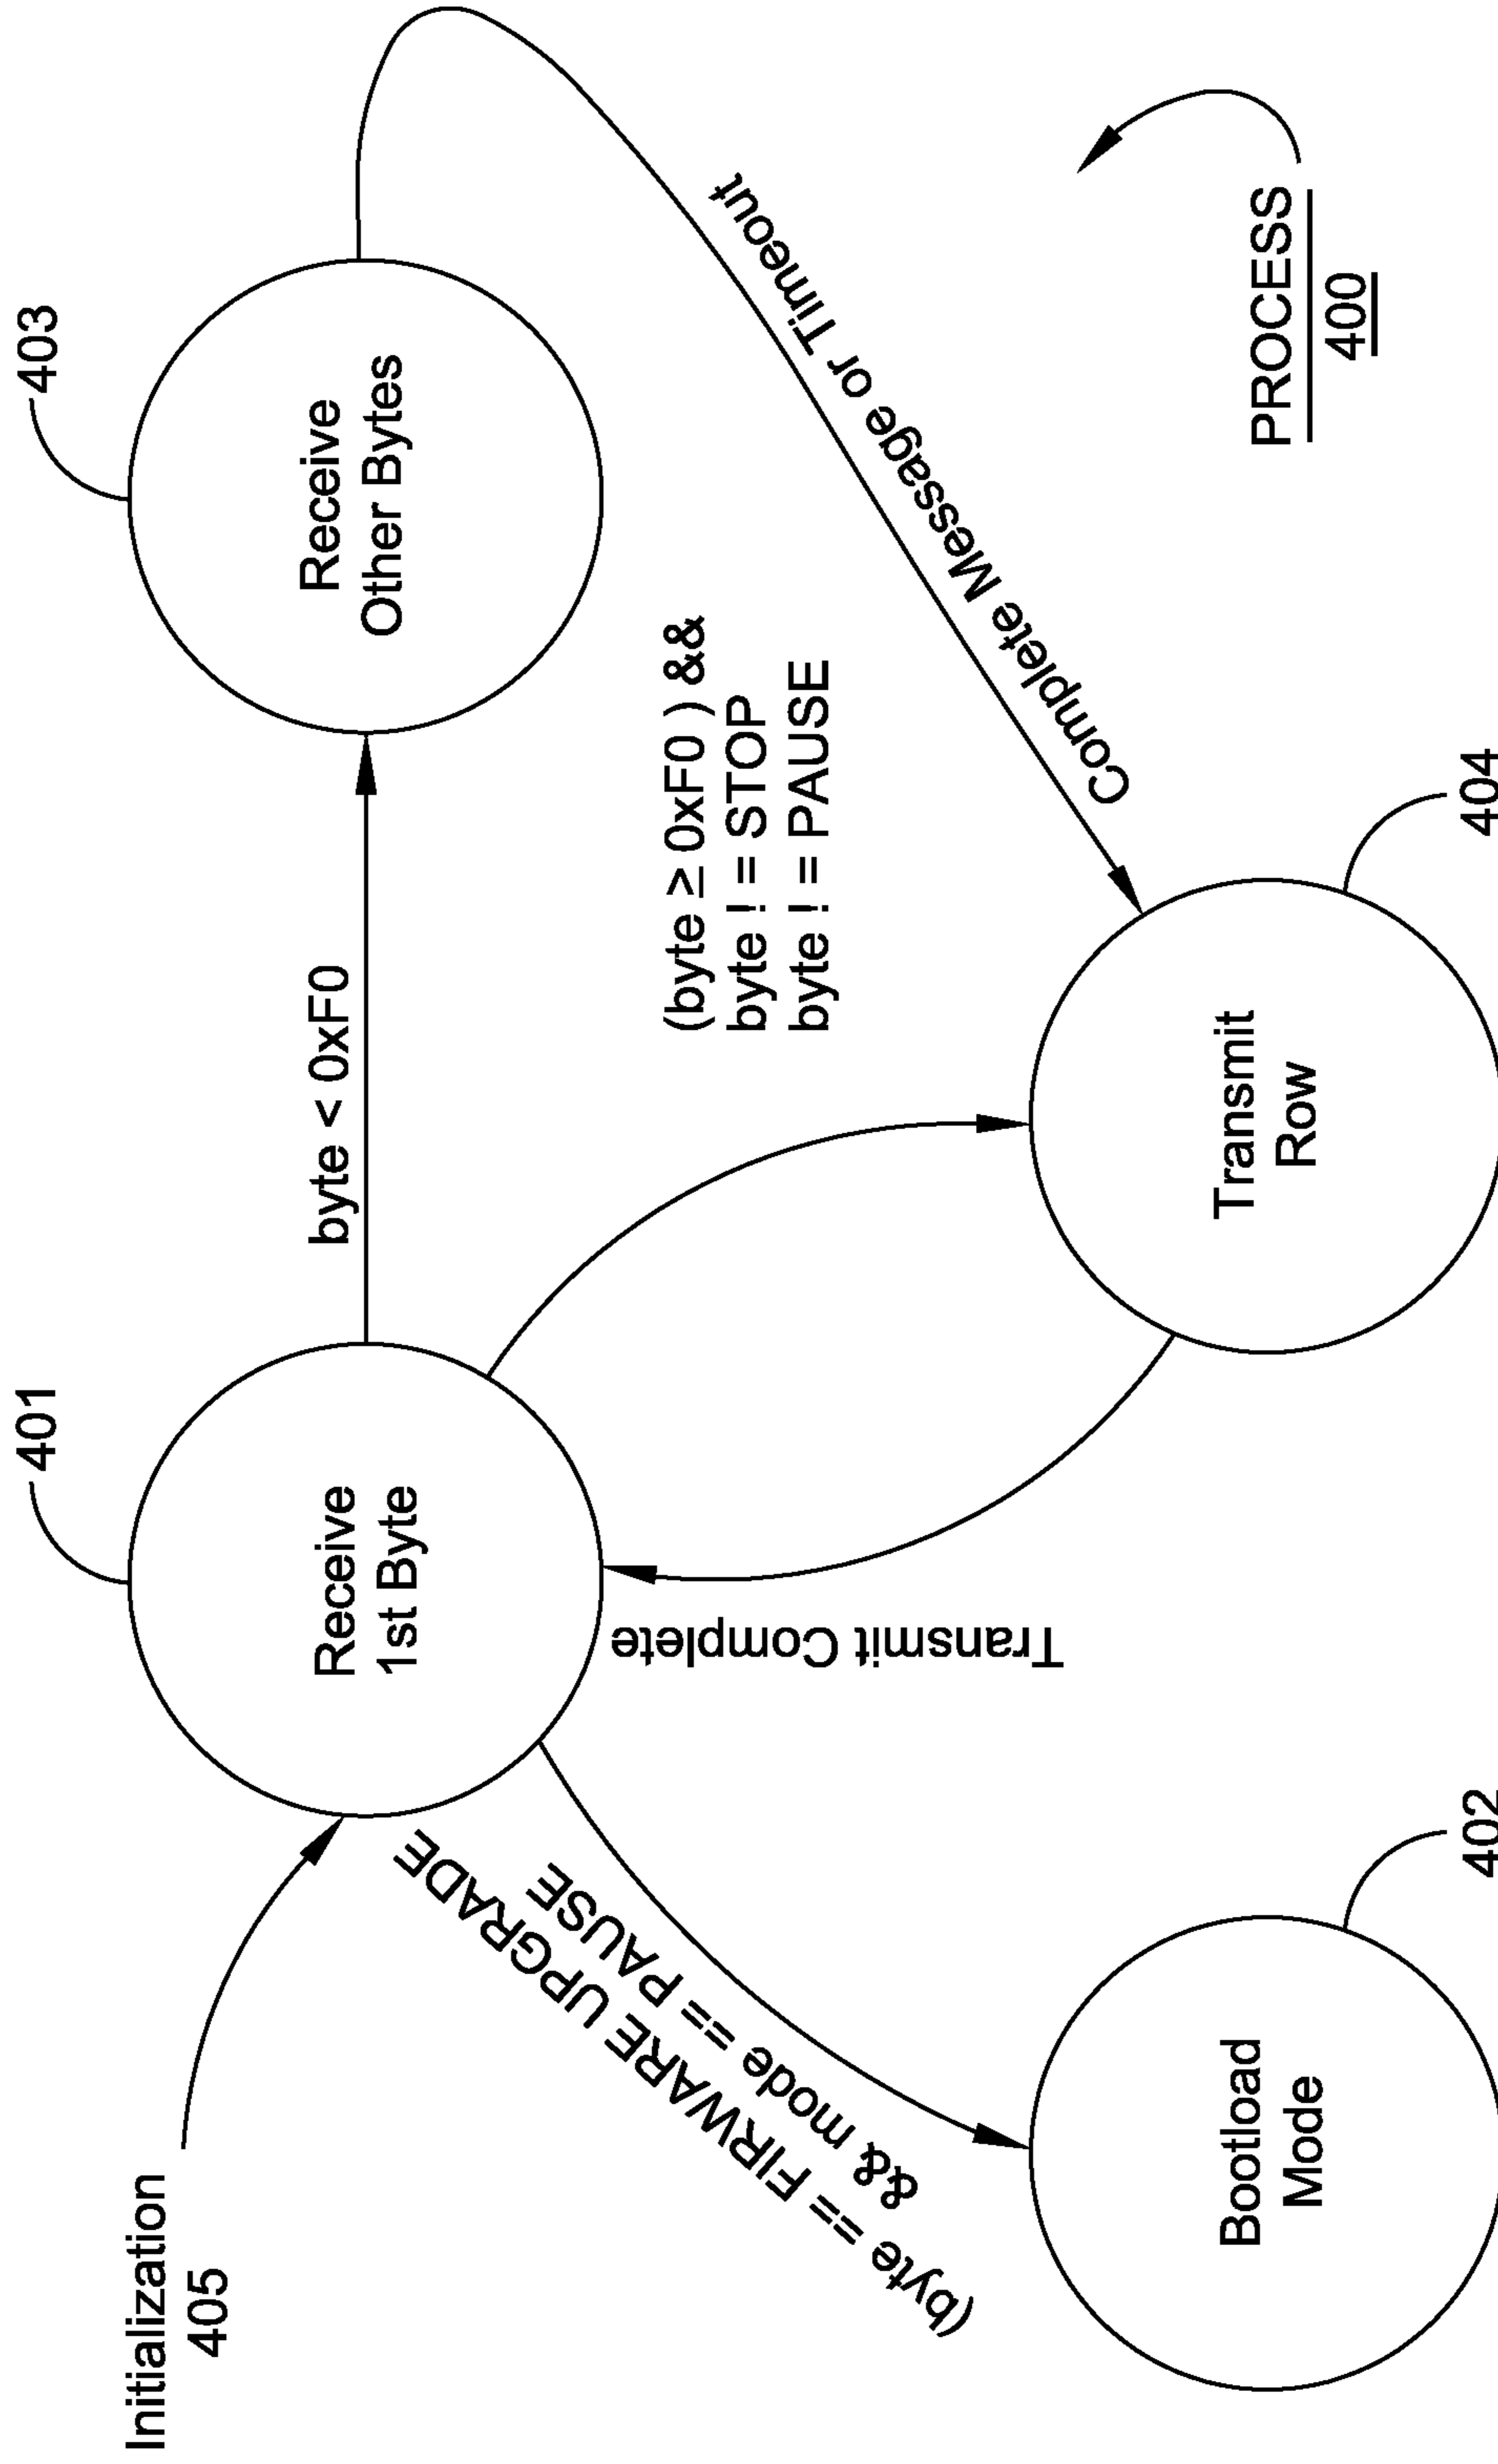 Initialization
405
401
Receive
1st Byte
byte < 0xF0
403
Receive
Other Bytes
(byte == FIRWARE UPGRADE
&& mode == PAUSE
Transmit Complete
(byte ≥ 0xF0 ) &&
byte ! = STOP
byte ! = PAUSE
Complete Message or Timeout
Bootload
Mode
402
Transmit
Row
404
PROCESS
400